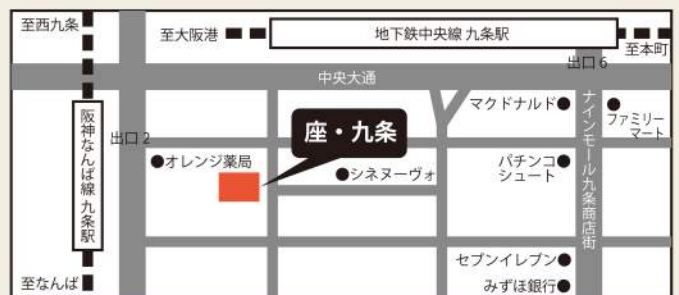 至西九条
至大阪港
地下鉄中央線 九条駅
至本町
出口 6
中央大通
マクドナルド
ファミリー
マート
阪神なんば線 九条駅
出口 2
座・九条
オレンジ薬局
シネヌーヴォ
パチンコ
シュート
ナインモール九条商店街
セブンイレブン
みずほ銀行
至なんば